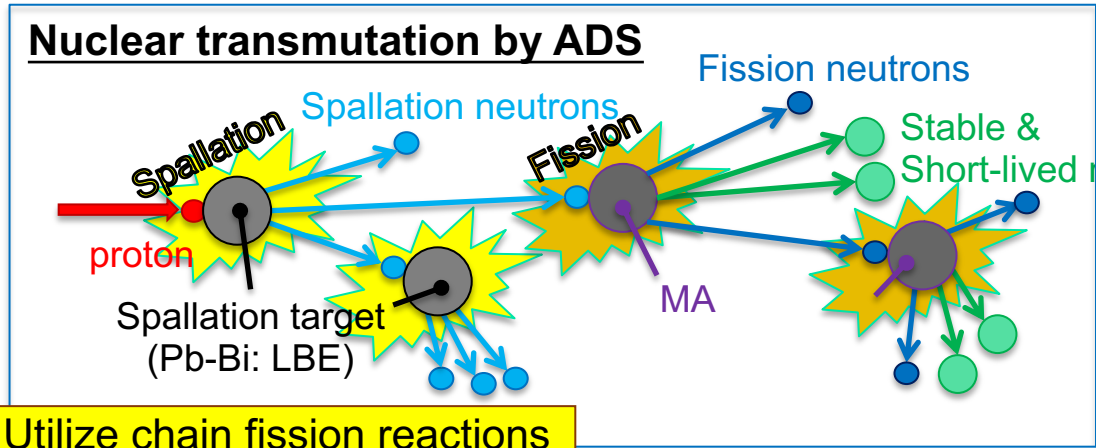 Nuclear transmutation by ADS
Fission neutrons
Spallation neutrons
Spallation
Fission
Stable &
Short-lived
proton
MA
Spallation target
(Pb-Bi: LBE)
Utilize chain fission reactions